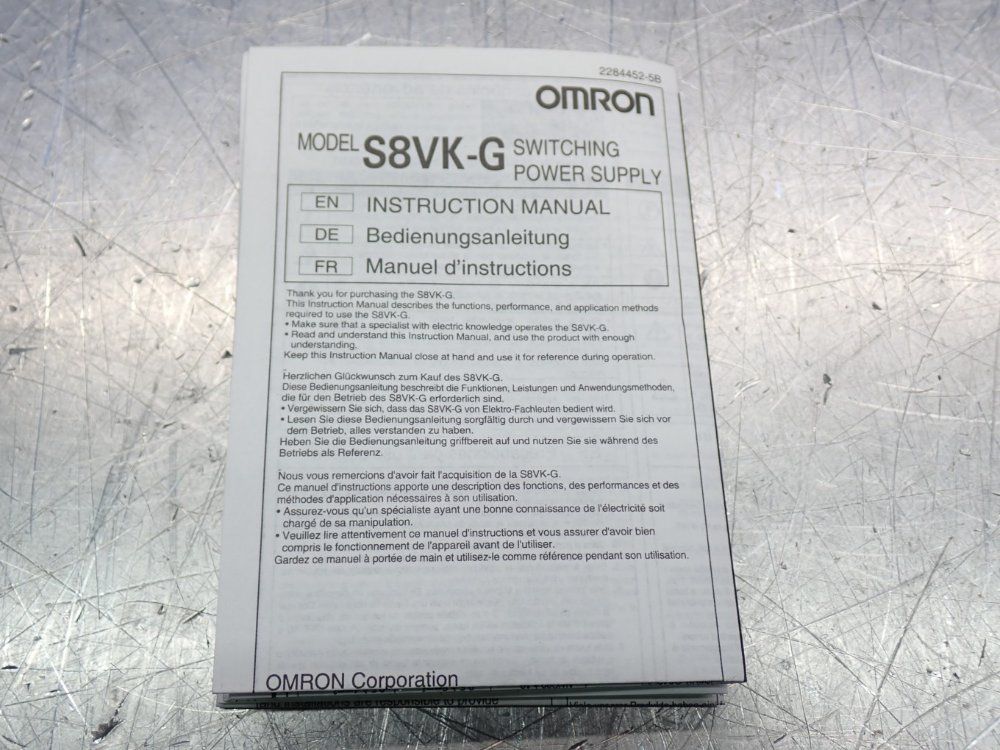 2284452-5B
OMRON
MODEL S8VK-G SWITCHING
POWER SUPPLY
EN INSTRUCTION MANUAL
DE Bedienungsanleitung
FR Manuel d'instructions
Thank you for purchasing the S8VK-G.
This Instruction Manual describes the functions, performance, and application methods
required to use the S8VK-G.
• Make sure that a specialist with electric knowledge operates the S8VK-G.
• Read and understand this Instruction Manual, and use the product with enough
understanding.
Keep this Instruction Manual close at hand and use it for reference during operation.
Herzlichen Glückwunsch zum Kauf des S8VK-G.
Diese Bedienungsanleitung beschreibt die Funktionen, Leistungen und Anwendungsmethoden,
die für den Betrieb des S8VK-G erforderlich sind.
• Vergewissern Sie sich, dass das S8VK-G von Elektro-Fachleuten bedient wird.
• Lesen Sie diese Bedienungsanleitung sorgfältig durch und vergewissern Sie sich vor
dem Betrieb, alles verstanden zu haben.
Heben Sie die Bedienungsanleitung griffbereit auf und nutzen Sie sie während des
Betriebs als Referenz.
Nous vous remercions d'avoir fait l'acquisition de la S8VK-G.
Ce manuel d'instructions apporte une description des fonctions, des performances et des
méthodes d'application nécessaires à son utilisation.
• Assurez-vous qu'un spécialiste ayant une bonne connaissance de l'électricité soit
chargé de sa manipulation.
• Veuillez lire attentivement ce manuel d'instructions et vous assurer d'avoir bien
compris le fonctionnement de l'appareil avant de l'utiliser.
Gardez ce manuel à portée de main et utilisez-le comme référence pendant son utilisation.
OMRON Corporation
installations are responsible to provide